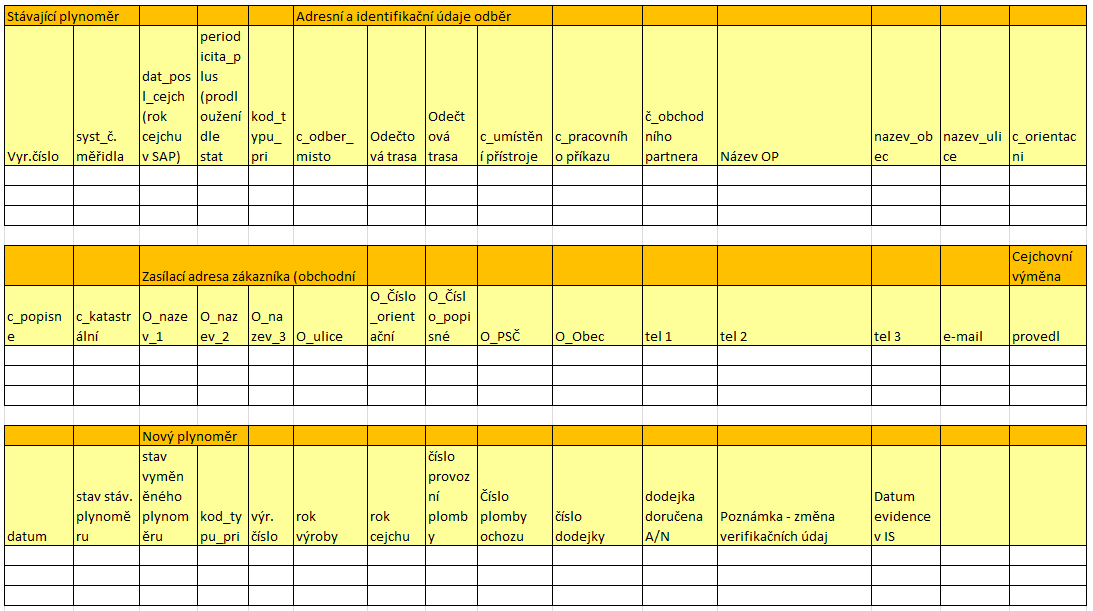 Stávající plynoměr
Adresní a identifikační údaje odběr
Vyr.číslo
syst_č.
měřidla
dat_pos
l_cejch
(rok
cejchu
v SAP)
period
icita_p
lus
(prodl
oužení
dle
stat
kod_t
ypu_
pri
c_odber_
misto
Odečto
vá trasa
Odečt
ová
trasa
c_umístěn
í přístroje
c_pracovníh
o příkazu
č_obchod
ního
partnera
Název OP
nazev_ob
ec
nazev_uli
ce
c_orientac
ni
Zasílací adresa zákazníka (obchodní
Cejchovní
výměna
c_popisn
e
c_katastr
ální
O_naze
v_1
O_naz
ev_2
O_na
zev_3
O_ulice
O_Číslo
_orient
ační
O_Čísl
o_popi
sné
O_PSČ
O_Obec
tel 1
tel 2
tel 3
e-mail
provedl
Nový plynoměr
datum
stav stáv.
plynomě
ru
stav
vyměn
ěného
plynom
ěru
kod_ty
pu_pri
výr.
číslo
rok
výroby
rok
cejchu
číslo
provoz
ní
plomb
y
Číslo
plomby
ochozu
číslo
dodejky
dodejka
doručena
A/N
Poznámka - změna
verifikačních údaj
Datum
evidence
v IS